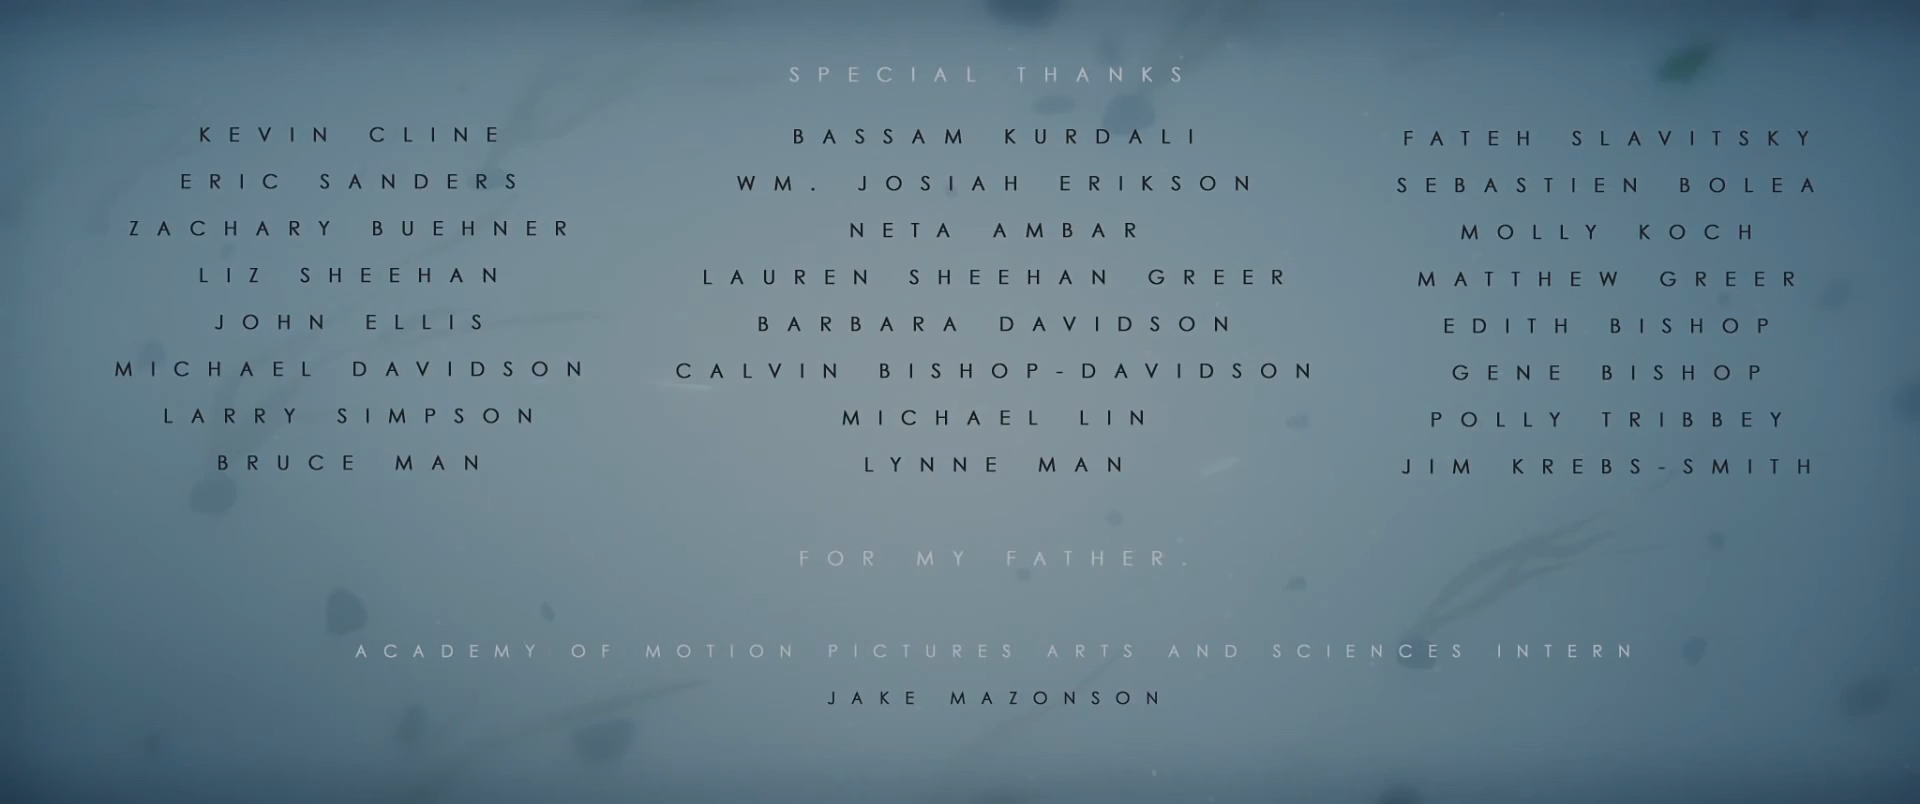 SPECIAL THANKS
KEVIN CLINE
ERIC SANDERS
ZACHARY BUEHNER
LIZ SHEEHAN
JOHN ELLIS
MICHAEL DAVIDSON
LARRY SIMPSON
BRUCE MAN
BASSAM KURDALI
WM. JOSIAH ERIKSON
NETA AMBAR
LAUREN SHEEHAN GREER
BARBARA DAVIDSON
CALVIN BISHOP-DAVIDSON
MICHAEL LIN
LYNNE MAN
FATEH SLAVITSKY
SEBASTIEN BOLEA
MOLLY KOCH
MATTHEW GREER
EDITH BISHOP
GENE BISHOP
POLLY TRIBBEY
JIM KREBS-SMITH
FOR MY FATHER.
ACADEMY OF MOTION PICTURES ARTS AND SCIENCES INTERN
JAKE MAZONSON